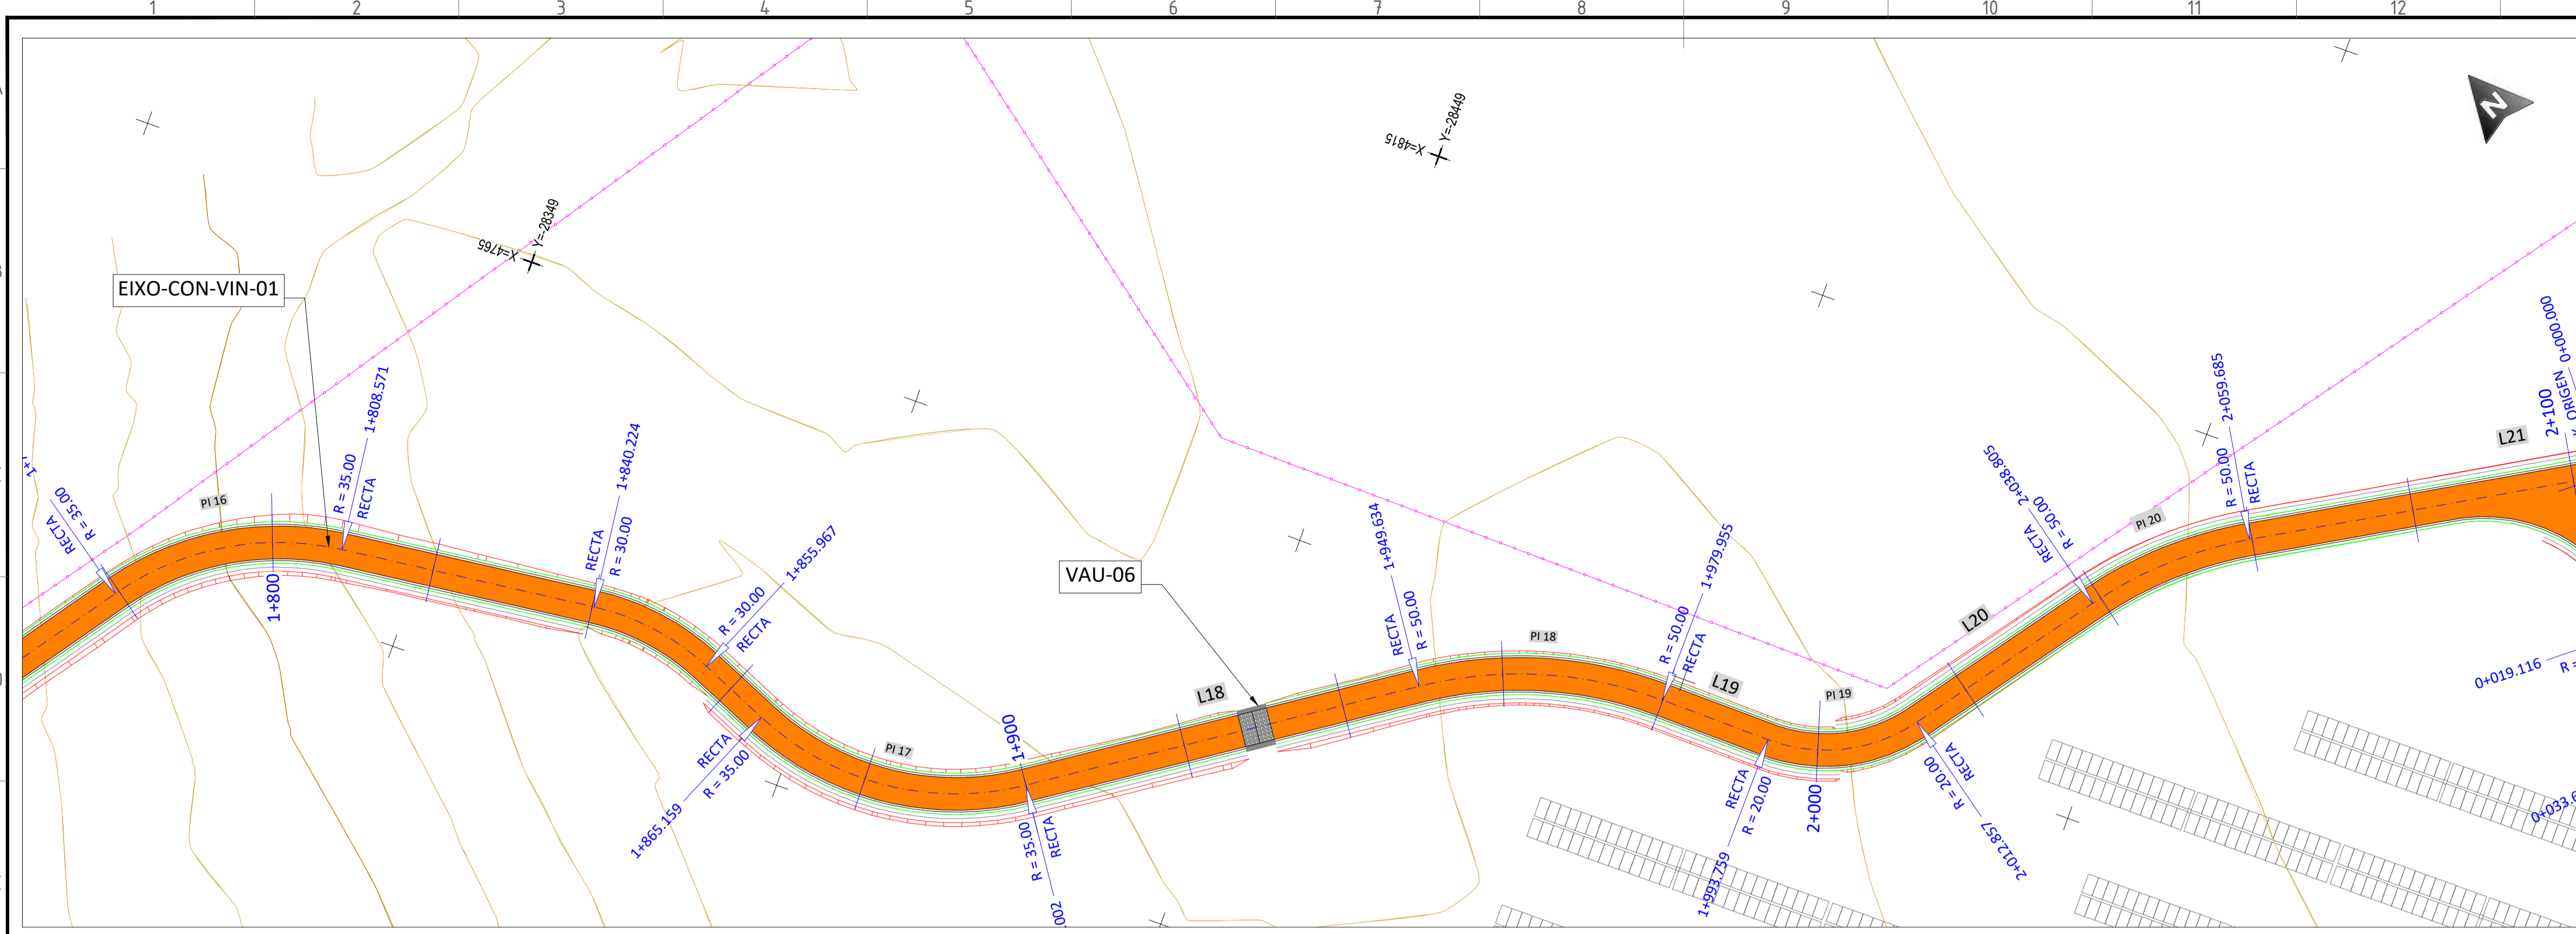 1
2
3
4
5
6
7
8
9
10
11
12
N
X=4815
Y=-28449
X=4765
Y=-28349
EIXO-CON-VIN-01
RECTA
R = 35.00
PI 16
1+800
R = 35.00
1+808.571
RECTA
RECTA
1+840.224
R = 30.00
R = 30.00
1+855.967
RECTA
RECTA
1+865.159
R = 35.00
PI 17
1+900
R = 35.00
RECTA
L18
VAU-06
RECTA
1+949.634
R = 50.00
PI 18
R = 50.00
1+979.955
RECTA
L19
RECTA
1+993.759
R = 20.00
PI 19
2+000
R = 20.00
2+012.857
RECTA
L20
RECTA
2+038.805
R = 50.00
PI 20
R = 50.00
2+059.685
RECTA
L21
2+100
ORIGEN 0+000.000
0+019.116
R =